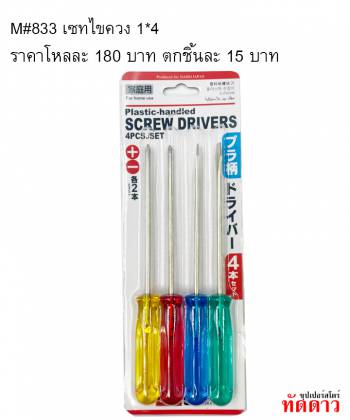 M#833 เซทไขควง 1*4
ราคาโหลละ 180 บาท ตกชิ้นละ 15 บาท
家庭用
For home use
Plastic-handled
SCREW DRIVERS
4PCS./SET
各2本
プラ柄
ドライバー
4本セット
ซุปเปอร์สโตร์
ทัดดาว